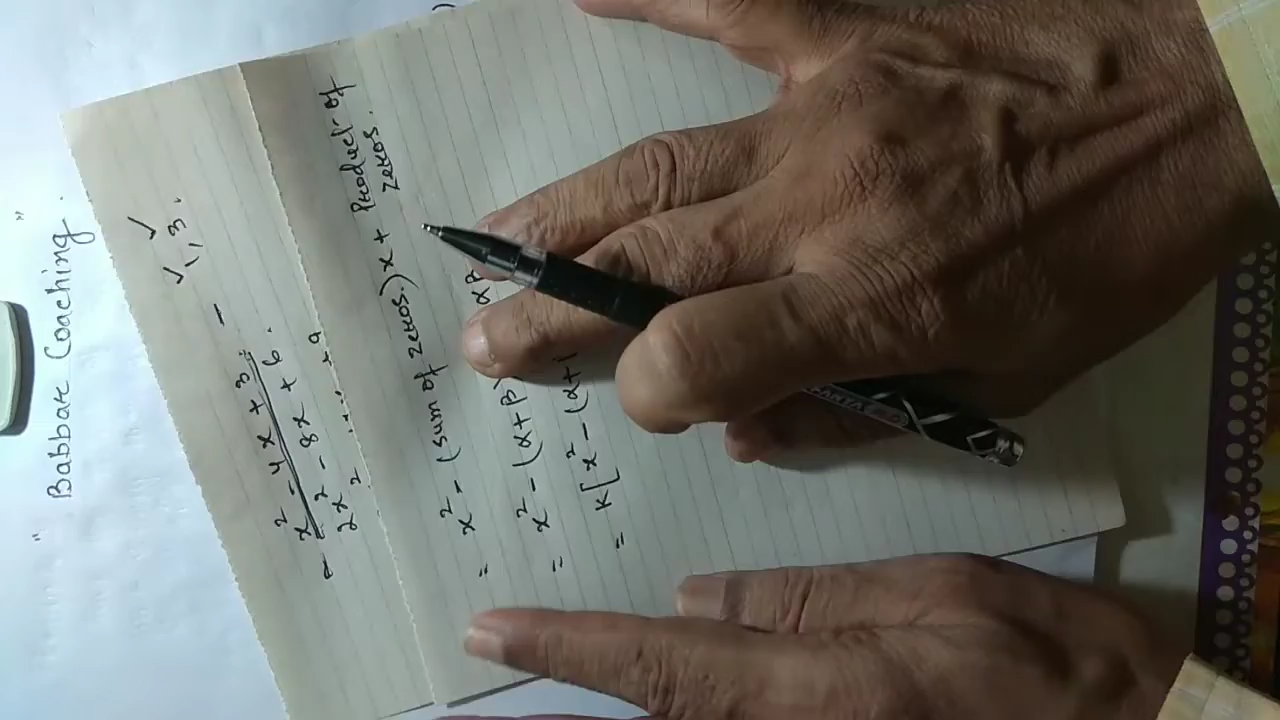 " Babbar Coaching. "
✓ ✓
1, 3.
x² - 4x + 3 -
2x² - 8x + 6.
= x² - (sum of zeros.) x + Product of
zeros.
= x² - (α+β) αβ
= K[x² - (α+